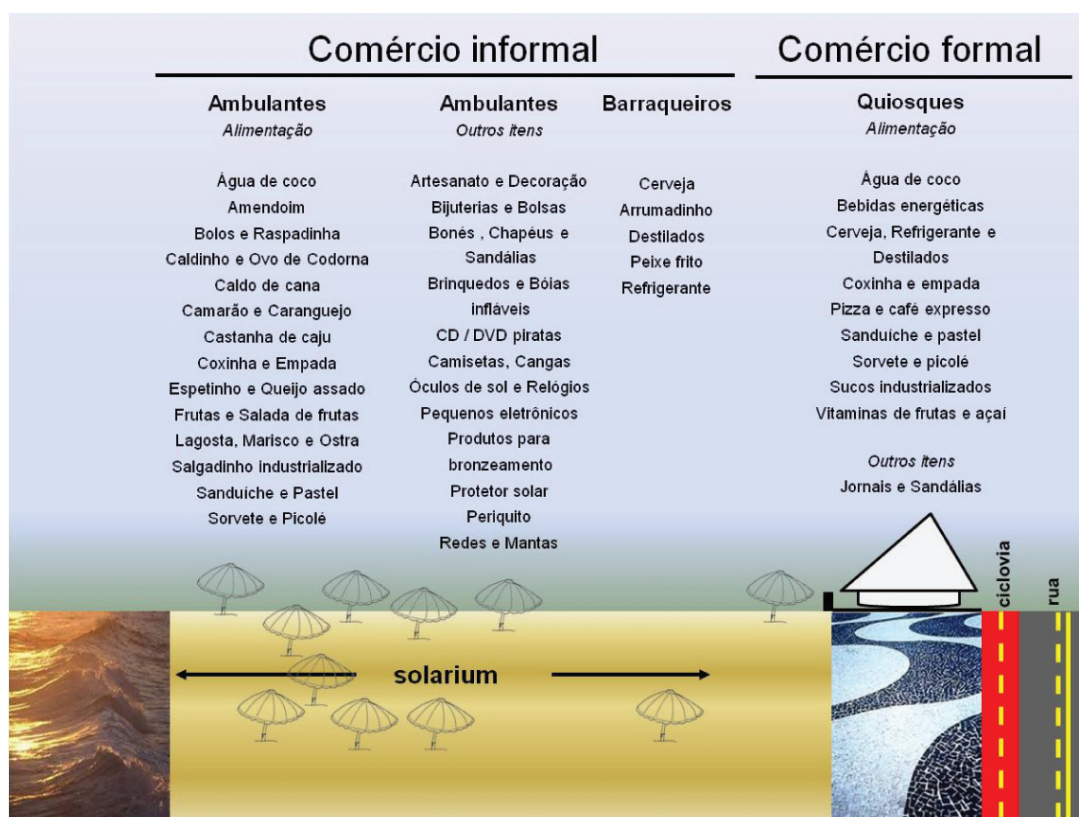 Comércio informal
Comércio formal
Ambulantes
Alimentação
Água de coco
Amendoim
Bolos e Raspadinha
Caldinho e Ovo de Codorna
Caldo de cana
Camarão e Caranguejo
Castanha de caju
Coxinha e Empada
Espetinho e Queijo assado
Frutas e Salada de frutas
Lagosta, Marisco e Ostra
Salgadinho industrializado
Sanduíche e Pastel
Sorvete e Picolé
Ambulantes
Outros itens
Artesanato e Decoração
Bijuterias e Bolsas
Bonés , Chapéus e
Sandálias
Brinquedos e Bóias
infláveis
CD / DVD piratas
Camisetas, Cangas
Óculos de sol e Relógios
Pequenos eletrônicos
Produtos para
bronzeamento
Protetor solar
Periquito
Redes e Mantas
Barraqueiros
Cerveja
Arrumadinho
Destilados
Peixe frito
Refrigerante
Quiosques
Alimentação
Água de coco
Bebidas energéticas
Cerveja, Refrigerante e
Destilados
Coxinha e empada
Pizza e café expresso
Sanduíche e pastel
Sorvete e picolé
Sucos industrializados
Vitaminas de frutas e açaí
Outros itens
Jornais e Sandálias
ciclovia
rua
solarium